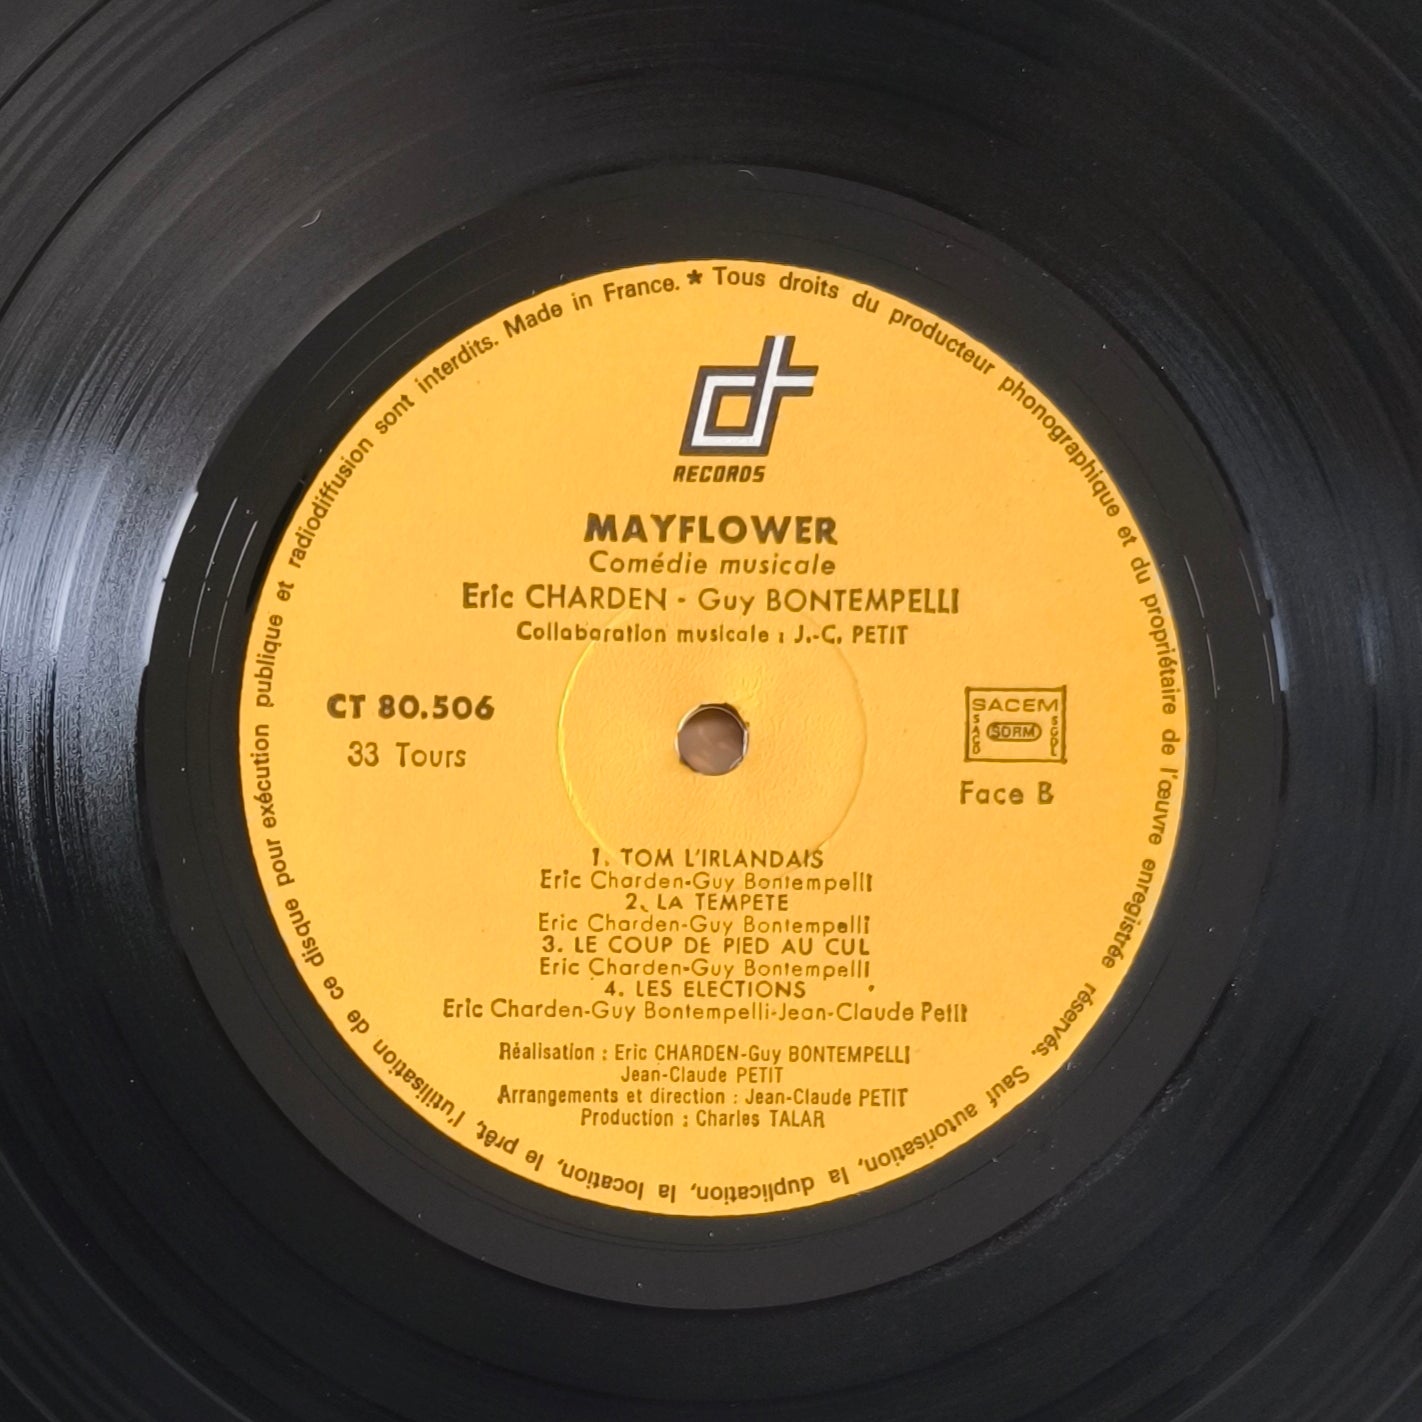 ★ Tous droits du producteur phonographique et du propriétaire de l'œuvre enregistrée réservés. Sauf autorisation, la duplication, la location, le prêt, l'utilisation de ce disque pour exécution publique et radiodiffusion sont interdits. Made in France.
RECORDS
MAYFLOWER
Comédie musicale
Eric CHARDEN - Guy BONTEMPELLI
Collaboration musicale : J.-C. PETIT
CT 80.506
33 Tours
SACEM
SACD SDRM SGDL
Face B
1. TOM L'IRLANDAIS
Eric Charden-Guy Bontempelli
2. LA TEMPETE
Eric Charden-Guy Bontempelli
3. LE COUP DE PIED AU CUL
Eric Charden-Guy Bontempelli
4. LES ELECTIONS
Eric Charden-Guy Bontempelli-Jean-Claude Petit
Réalisation : Eric CHARDEN-Guy BONTEMPELLI
Jean-Claude PETIT
Arrangements et direction : Jean-Claude PETIT
Production : Charles TALAR